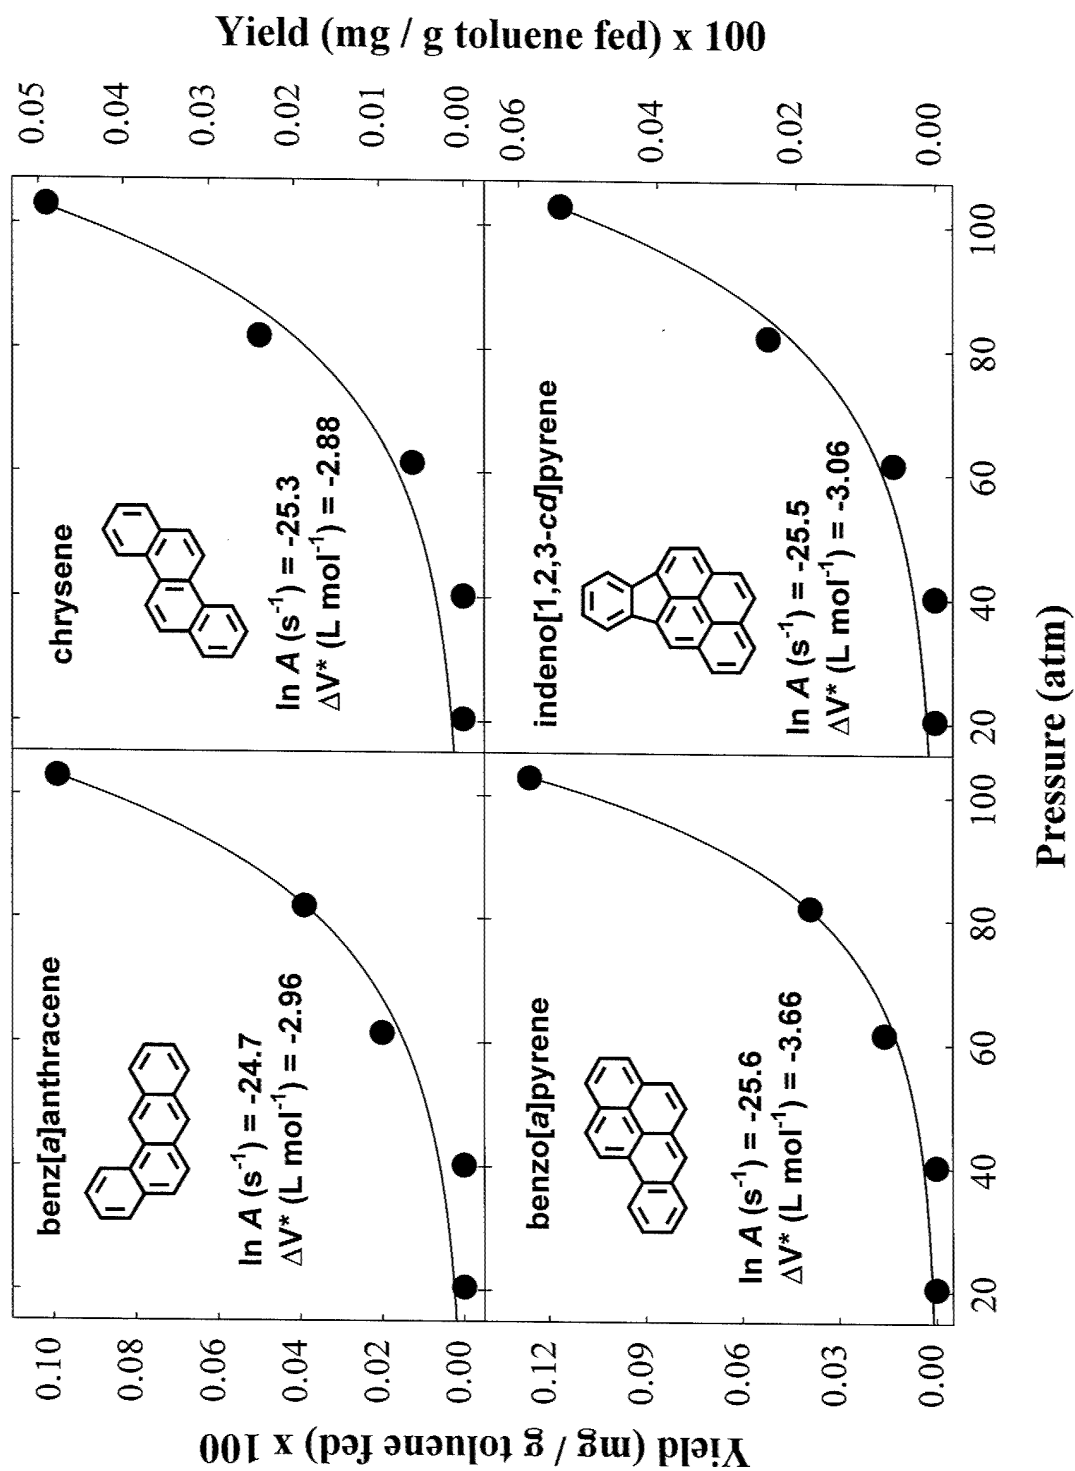 Yield (mg / g toluene fed) x 100
0.10
0.08
0.06
0.04
0.02
0.00
benz[a]anthracene
ln A (s⁻¹) = -24.7
ΔV* (L mol⁻¹) = -2.96
chrysene
ln A (s⁻¹) = -25.3
ΔV* (L mol⁻¹) = -2.88
0.05
0.04
0.03
0.02
0.01
0.00
Yield (mg / g toluene fed) x 100
0.12
0.09
0.06
0.03
0.00
benzo[a]pyrene
ln A (s⁻¹) = -25.6
ΔV* (L mol⁻¹) = -3.66
indeno[1,2,3-cd]pyrene
ln A (s⁻¹) = -25.5
ΔV* (L mol⁻¹) = -3.06
0.06
0.04
0.02
0.00
20 40 60 80 100
20 40 60 80 100
Pressure (atm)